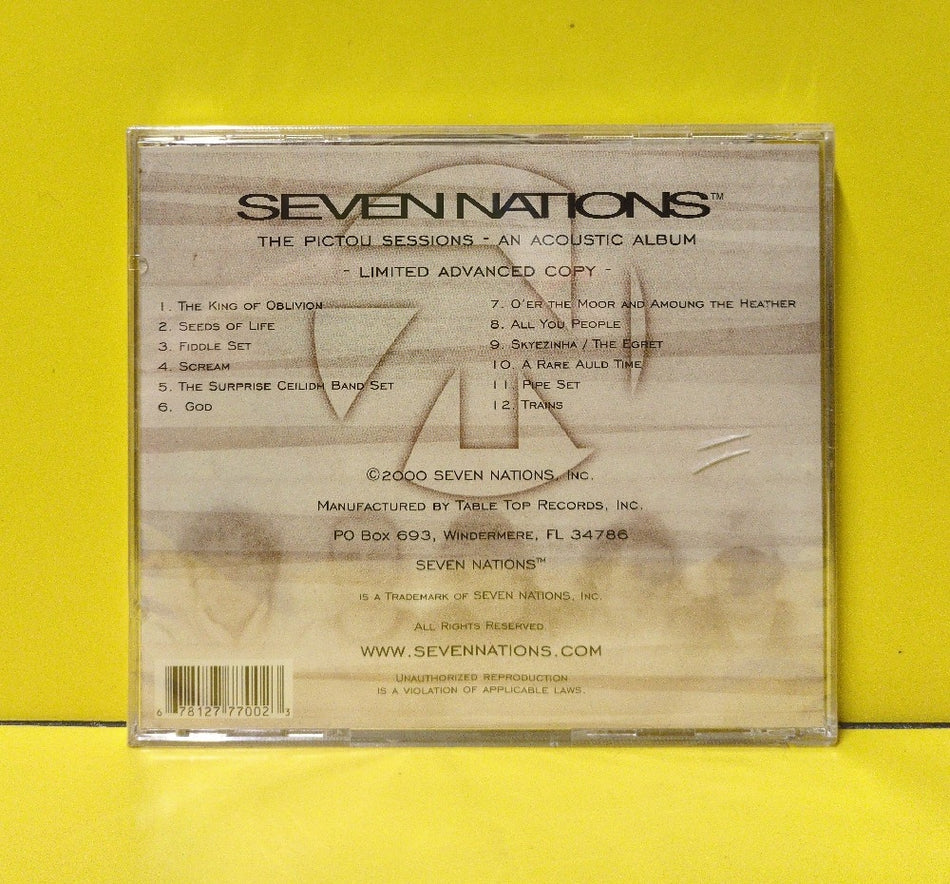 SEVEN NATIONS™
THE PICTOU SESSIONS - AN ACOUSTIC ALBUM
- LIMITED ADVANCED COPY -
1. THE KING OF OBLIVION
2. SEEDS OF LIFE
3. FIDDLE SET
4. SCREAM
5. THE SURPRISE CEILIDH BAND SET
6. GOD
7. O'ER THE MOOR AND AMOUNG THE HEATHER
8. ALL YOU PEOPLE
9. SKYEZINHA / THE EGRET
10. A RARE AULD TIME
11. PIPE SET
12. TRAINS
©2000 SEVEN NATIONS, INC.
MANUFACTURED BY TABLE TOP RECORDS, INC.
PO BOX 693, WINDERMERE, FL 34786
SEVEN NATIONS™
IS A TRADEMARK OF SEVEN NATIONS, INC.
ALL RIGHTS RESERVED
WWW.SEVENNATIONS.COM
UNAUTHORIZED REPRODUCTION
IS A VIOLATION OF APPLICABLE LAWS.
6 78127 77002 3